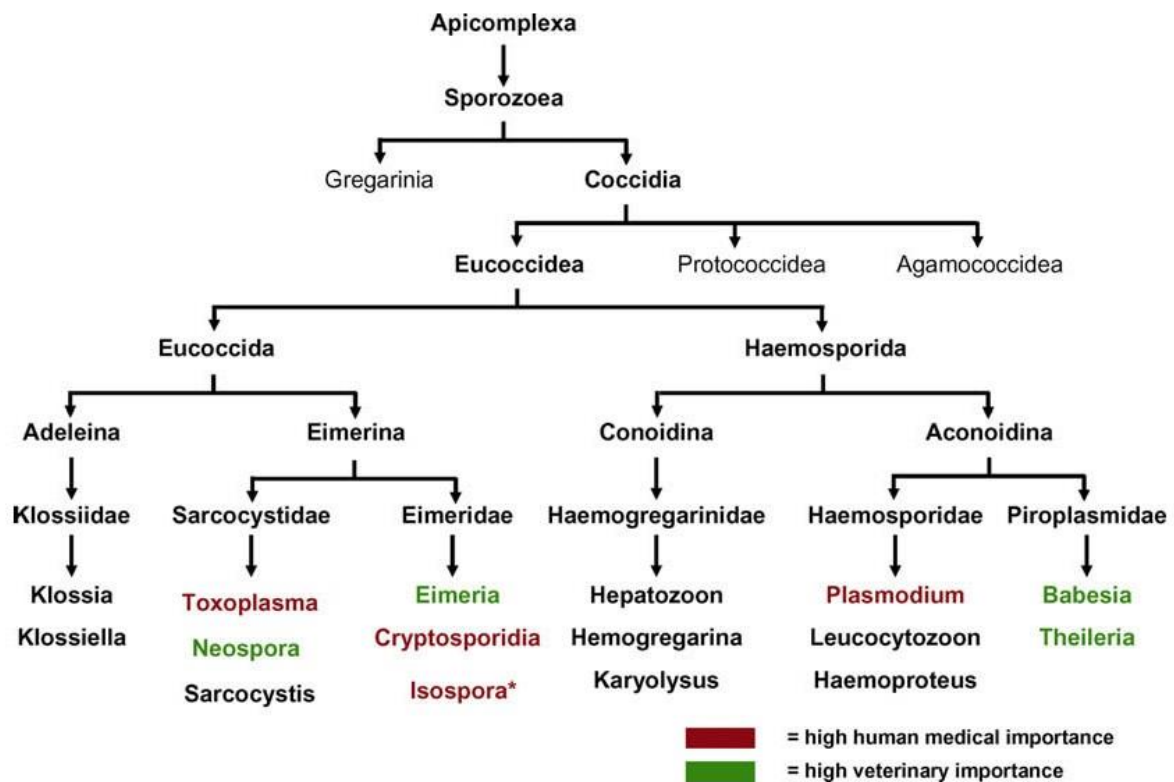 Apicomplexa
Sporozoea
Gregarinia Coccidia
Eucoccidea Protococcidea Agamococcidea
Eucoccida Haemosporida
Adeleina Eimerina Conoidina Aconoidina
Klossiidae Sarcocystidae Eimeridae Haemogregarinidae Haemosporidae Piroplasmidae
Klossia Toxoplasma Eimeria Hepatozoon Plasmodium Babesia
Klossiella Neospora Cryptosporidia Hemogregarina Leucocytozoon Theileria
Sarcocystis Isospora* Karyolysus Haemoproteus
= high human medical importance
= high veterinary importance